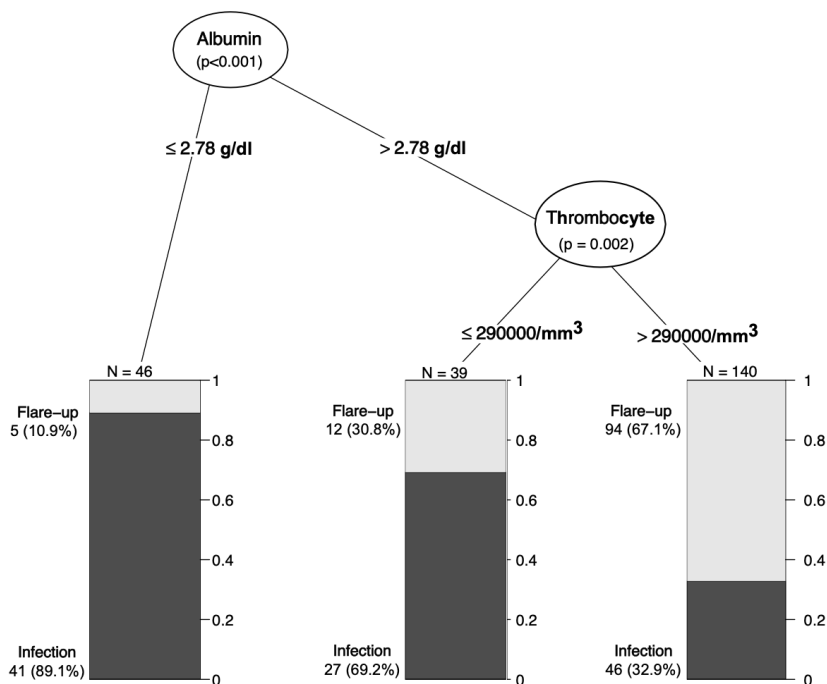 Albumin
(p<0.001)
≤ 2.78 g/dl
> 2.78 g/dl
Thrombocyte
(p = 0.002)
≤ 290000/mm³
> 290000/mm³
N = 46
Flare–up
5 (10.9%)
Infection
41 (89.1%)
1
0.8
0.6
0.4
0.2
0
N = 39
Flare–up
12 (30.8%)
Infection
27 (69.2%)
1
0.8
0.6
0.4
0.2
0
N = 140
Flare–up
94 (67.1%)
Infection
46 (32.9%)
1
0.8
0.6
0.4
0.2
0